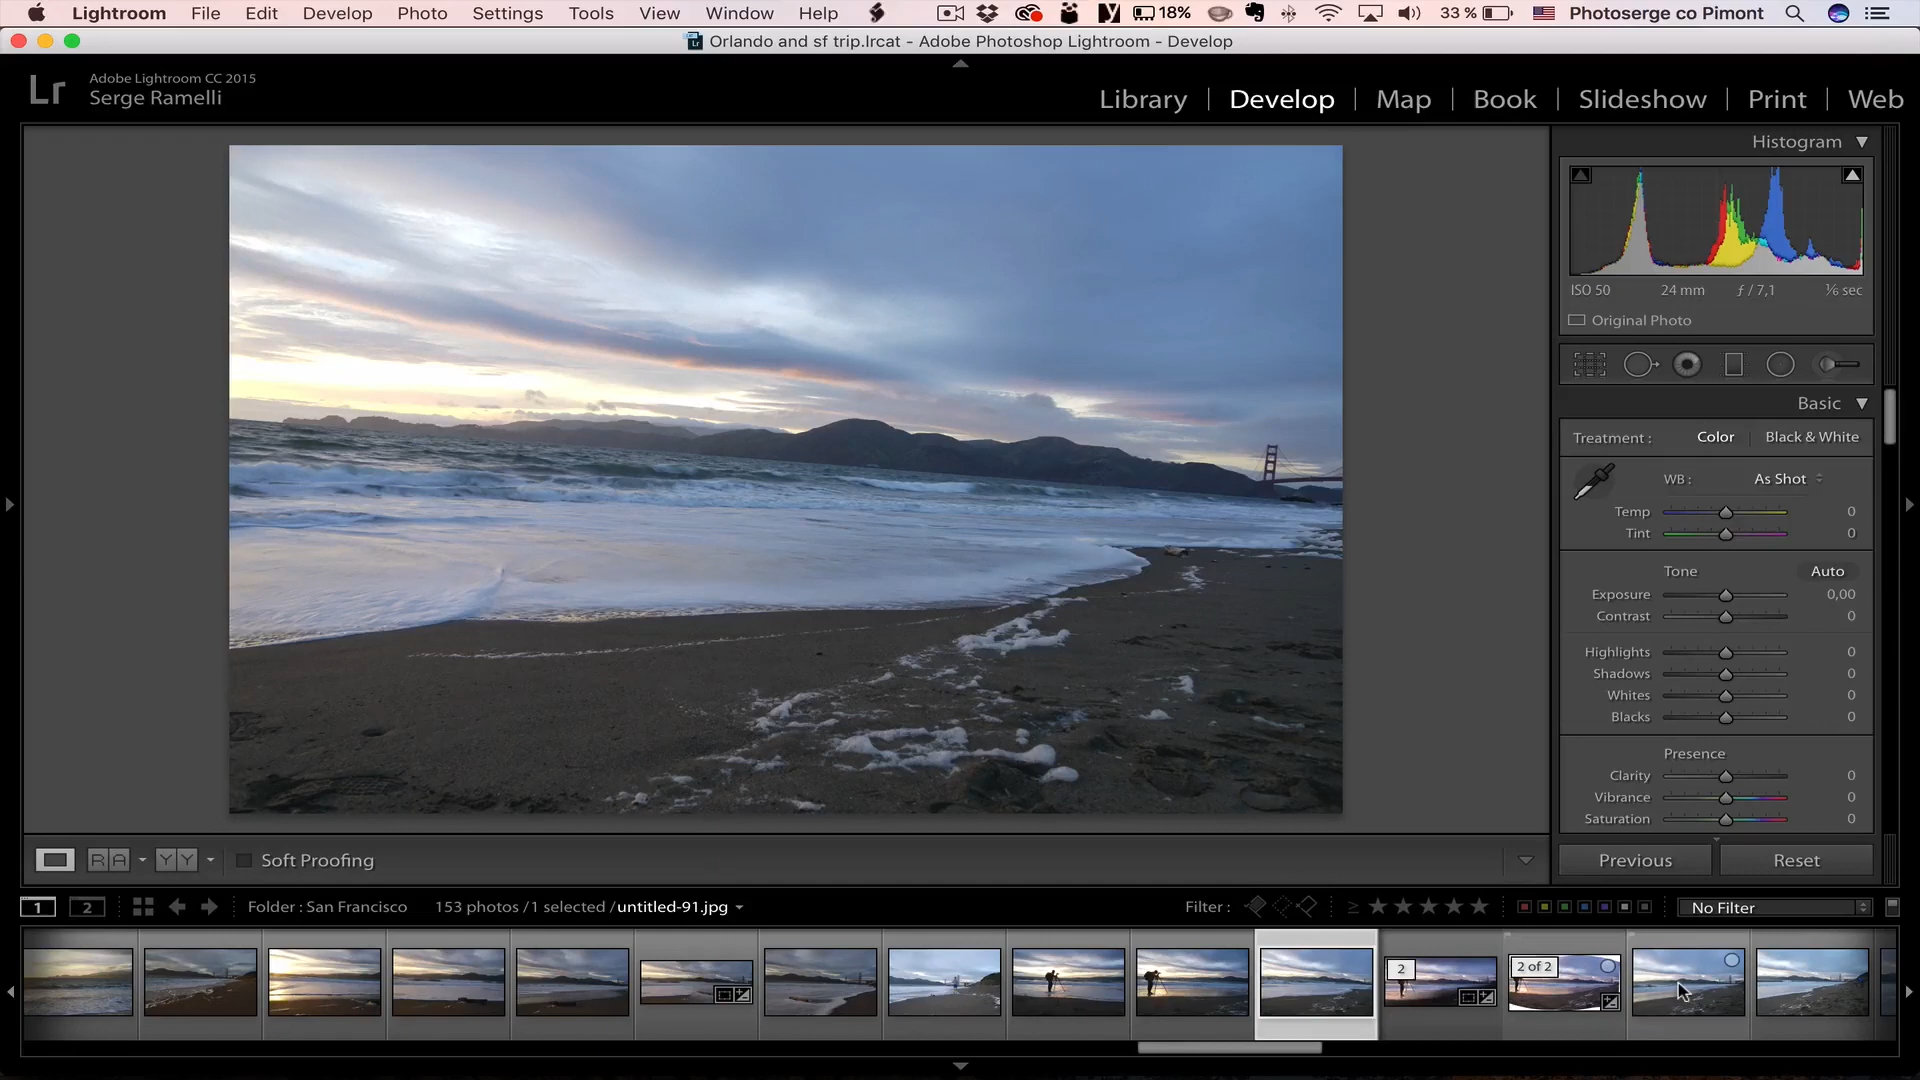 Lightroom File Edit Develop Photo Settings Tools View Window Help 18% 33 % Photoserge co Pimont
Orlando and sf trip.lrcat - Adobe Photoshop Lightroom - Develop
Lr Adobe Lightroom CC 2015
Serge Ramelli
Library | Develop | Map | Book | Slideshow | Print | Web
Histogram
ISO 50 24 mm ƒ / 7,1 ⅙ sec
Original Photo
Basic
Treatment : Color Black & White
WB : As Shot
Temp 0
Tint 0
Tone Auto
Exposure 0,00
Contrast 0
Highlights 0
Shadows 0
Whites 0
Blacks 0
Presence
Clarity 0
Vibrance 0
Saturation 0
R A Y Y Soft Proofing Previous Reset
1 2 Folder : San Francisco 153 photos / 1 selected / untitled-91.jpg Filter : ≥ No Filter
2 2 of 2